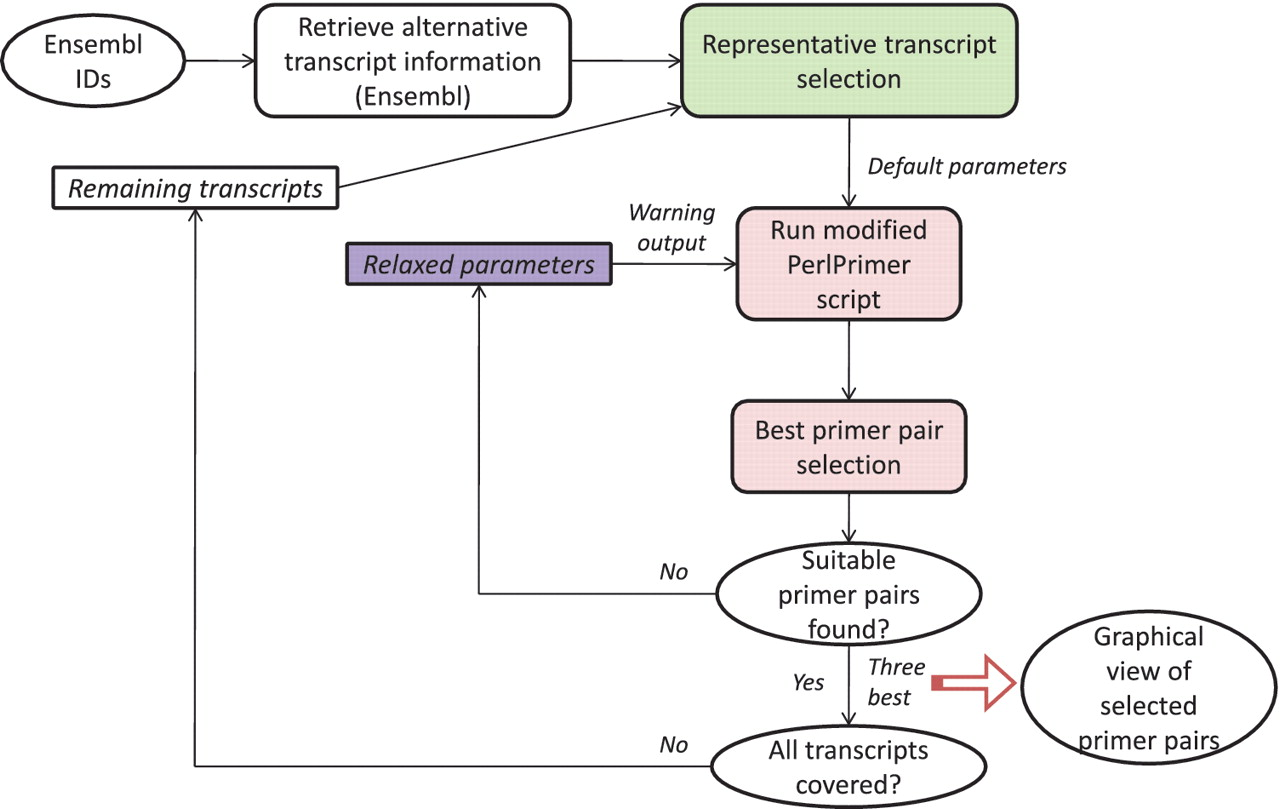 Ensembl
IDs
Retrieve alternative
transcript information
(Ensembl)
Representative transcript
selection
Default parameters
Remaining transcripts
Warning
output
Relaxed parameters
Run modified
PerlPrimer
script
Best primer pair
selection
Suitable
primer pairs
found?
No
Yes
Three
best
Graphical
view of
selected
primer pairs
All transcripts
covered?
No